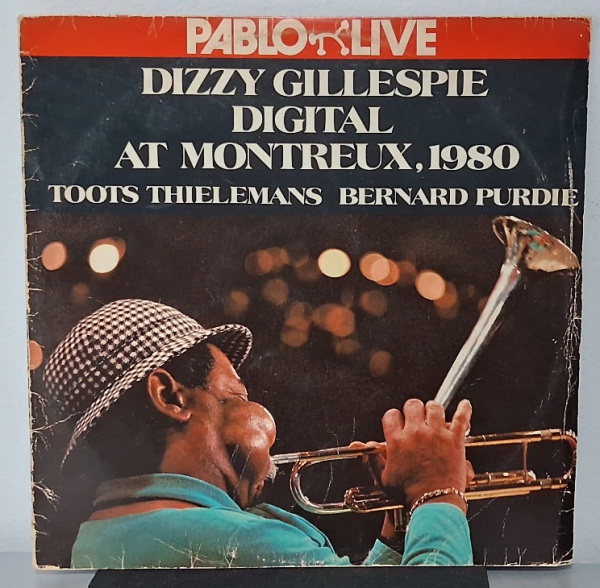 PABLO LIVE
DIZZY GILLESPIE
DIGITAL
AT MONTREUX, 1980
TOOTS THIELEMANS BERNARD PURDIE